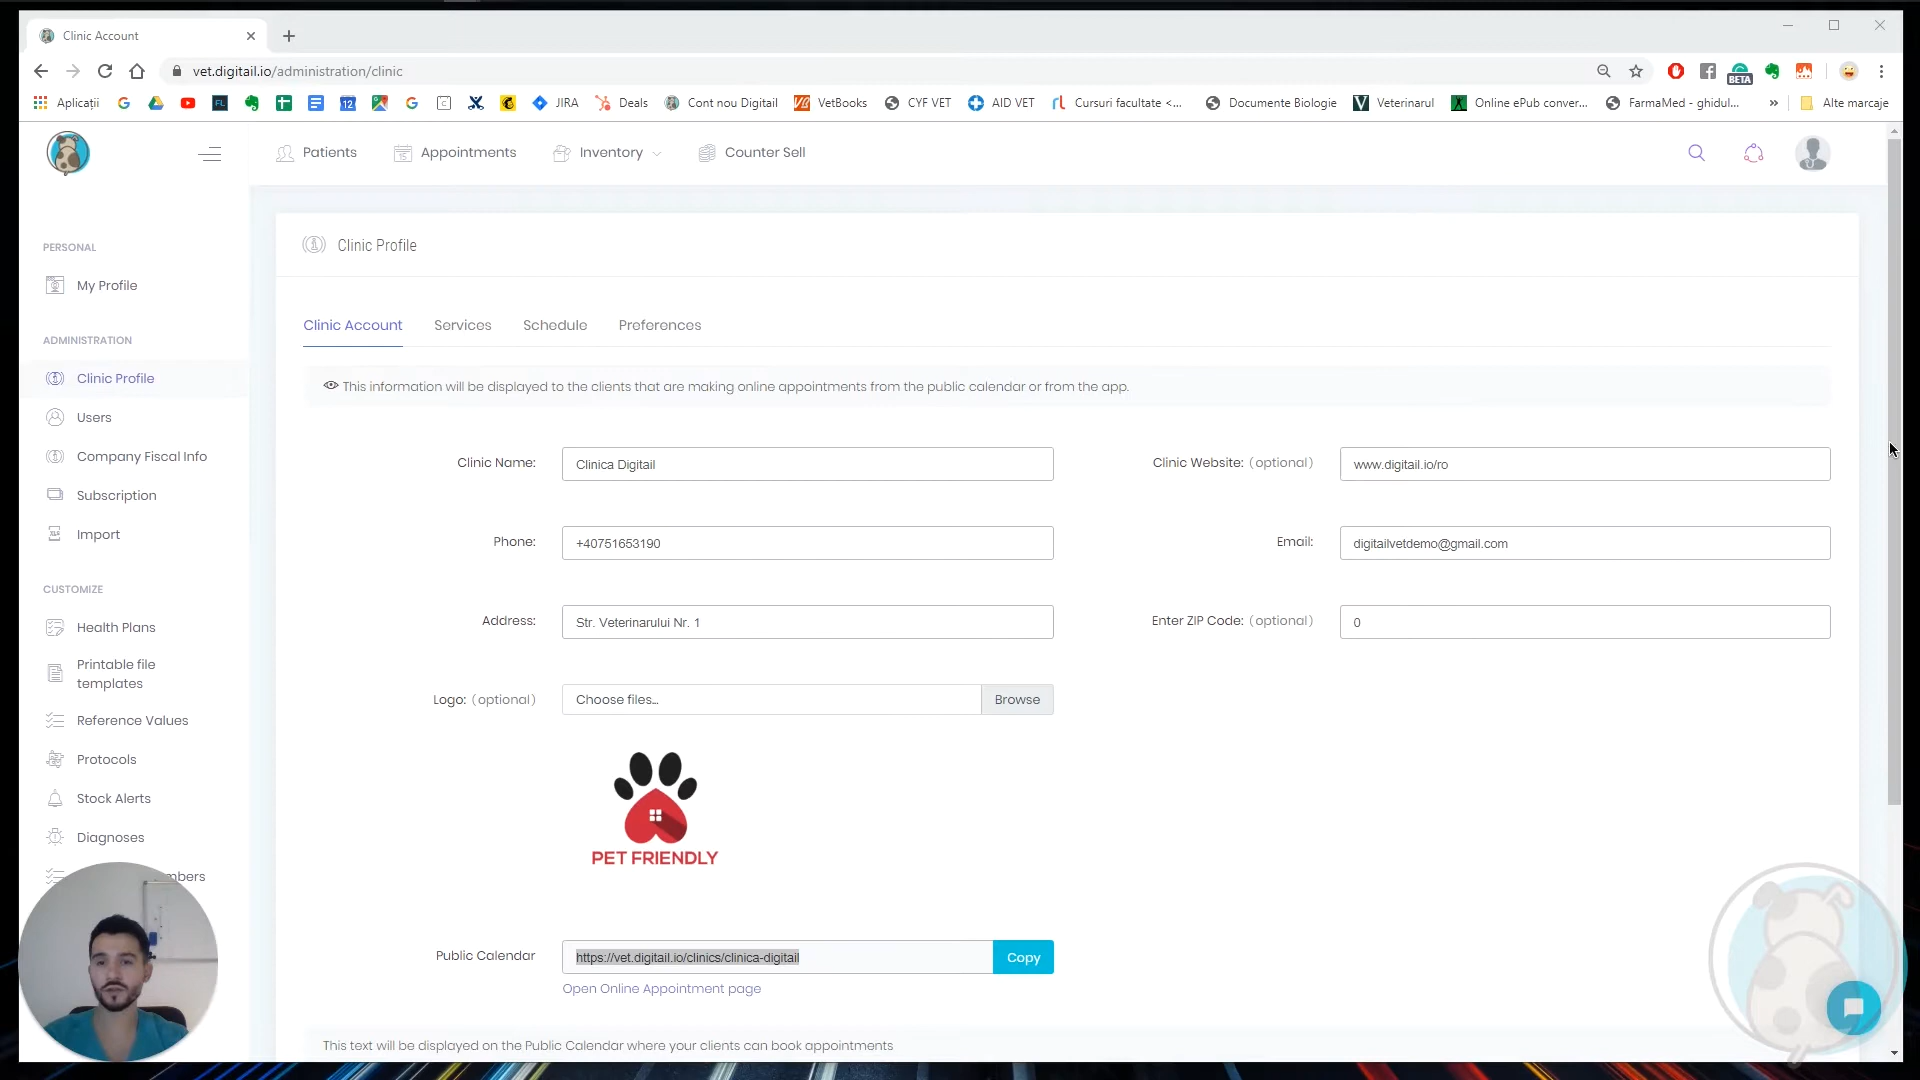 Clinic Account
vet.digitail.io/administration/clinic
BETA
Aplicații
FL
12
JIRA
Deals
Cont nou Digitail
VetBooks
CYF VET
AID VET
Cursuri facultate <...
Documente Biologie
Veterinarul
Online ePub conver...
FarmaMed - ghidul...
»
Alte marcaje
Patients
Appointments
Inventory
Counter Sell
PERSONAL
My Profile
ADMINISTRATION
Clinic Profile
Users
Company Fiscal Info
Subscription
Import
CUSTOMIZE
Health Plans
Printable file
templates
Reference Values
Protocols
Stock Alerts
Diagnoses
Clinic Profile
Clinic Account
Services
Schedule
Preferences
This information will be displayed to the clients that are making online appointments from the public calendar or from the app.
Clinic Name:
Clinica Digitail
Clinic Website: (optional)
www.digitail.io/ro
Phone:
+40751653190
Email:
digitailvetdemo@gmail.com
Address:
Str. Veterinarului Nr. 1
Enter ZIP Code: (optional)
0
Logo: (optional)
Choose files...
Browse
PET FRIENDLY
Public Calendar
https://vet.digitail.io/clinics/clinica-digitail
Copy
Open Online Appointment page
This text will be displayed on the Public Calendar where your clients can book appointments